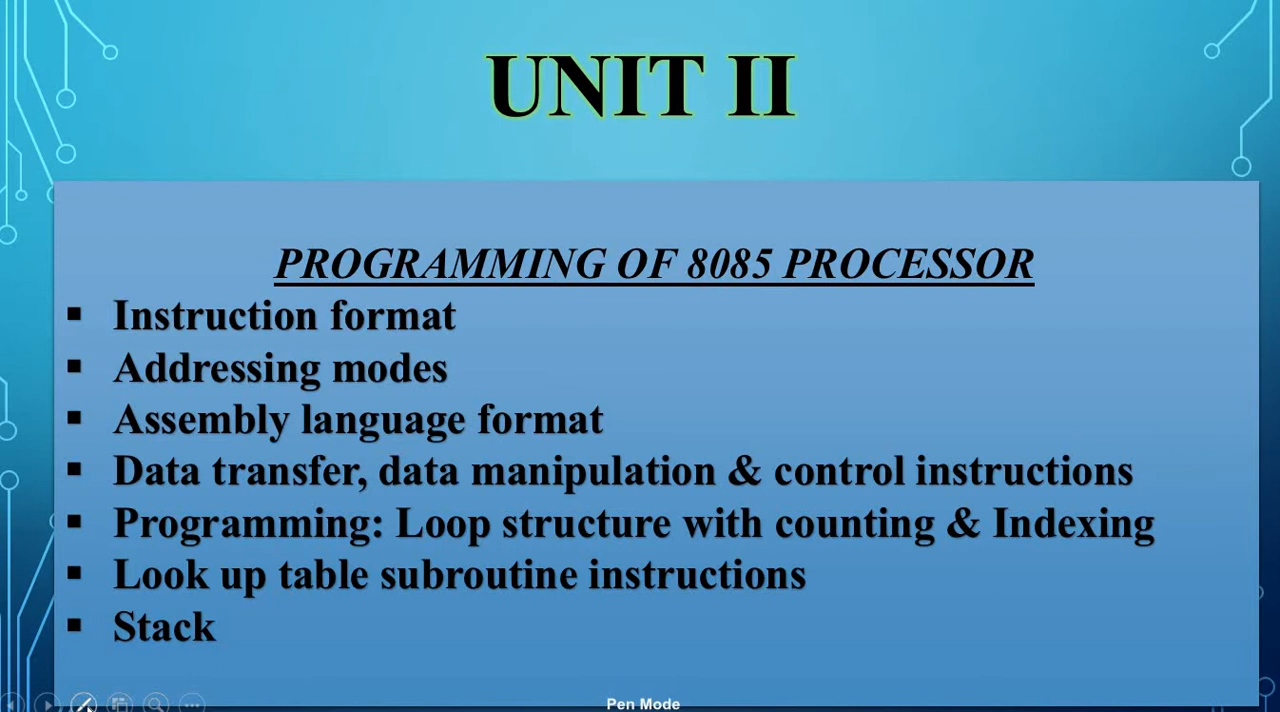 UNIT II
PROGRAMMING OF 8085 PROCESSOR
▪ Instruction format
▪ Addressing modes
▪ Assembly language format
▪ Data transfer, data manipulation & control instructions
▪ Programming: Loop structure with counting & Indexing
▪ Look up table subroutine instructions
▪ Stack
Pen Mode